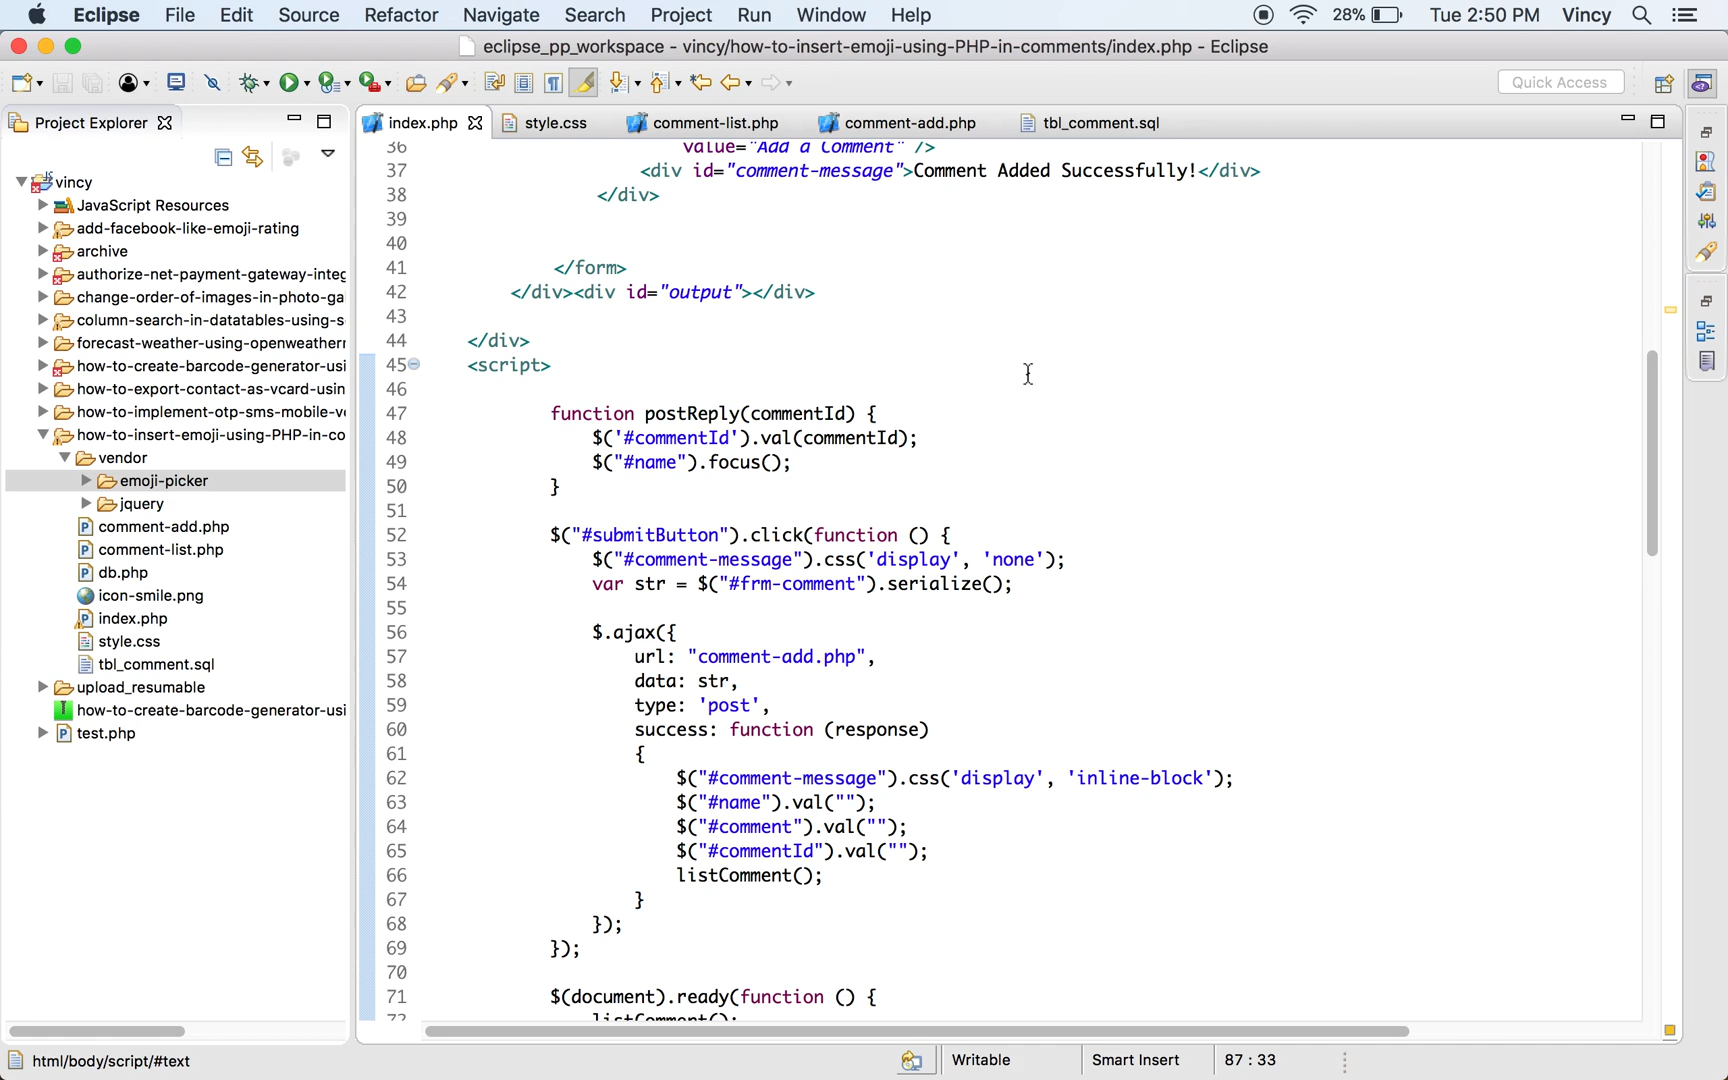 Eclipse File Edit Source Refactor Navigate Search Project Run Window Help 28% Tue 2:50 PM Vincy
eclipse_pp_workspace - vincy/how-to-insert-emoji-using-PHP-in-comments/index.php - Eclipse
Quick Access
Project Explorer
index.php style.css comment-list.php comment-add.php tbl_comment.sql
vincy
JavaScript Resources
add-facebook-like-emoji-rating
archive
authorize-net-payment-gateway-integ
change-order-of-images-in-photo-ga
column-search-in-datatables-using-s
forecast-weather-using-openweather
how-to-create-barcode-generator-usi
how-to-export-contact-as-vcard-usin
how-to-implement-otp-sms-mobile-v
how-to-insert-emoji-using-PHP-in-co
vendor
emoji-picker
jquery
comment-add.php
comment-list.php
db.php
icon-smile.png
index.php
style.css
tbl_comment.sql
upload_resumable
how-to-create-barcode-generator-usi
test.php
36 value="Add a Comment" />
37 <div id="comment-message">Comment Added Successfully!</div>
38 </div>
39
40
41 </form>
42 </div><div id="output"></div>
43
44 </div>
45 <script>
46
47 function postReply(commentId) {
48 $('#commentId').val(commentId);
49 $("#name").focus();
50 }
51
52 $("#submitButton").click(function () {
53 $("#comment-message").css('display', 'none');
54 var str = $("#frm-comment").serialize();
55
56 $.ajax({
57 url: "comment-add.php",
58 data: str,
59 type: 'post',
60 success: function (response)
61 {
62 $("#comment-message").css('display', 'inline-block');
63 $("#name").val("");
64 $("#comment").val("");
65 $("#commentId").val("");
66 listComment();
67 }
68 });
69 });
70
71 $(document).ready(function () {
72 listComment();
html/body/script/#text Writable Smart Insert 87 : 33